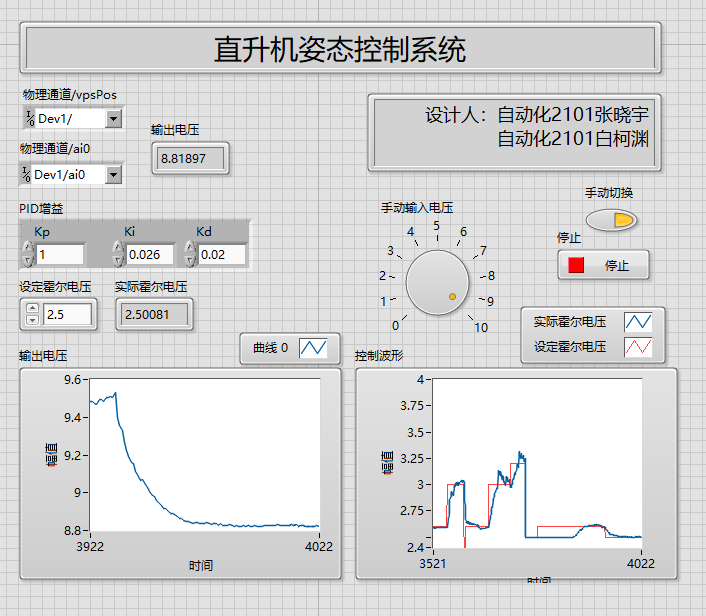 直升机姿态控制系统
物理通道/vpsPos
Dev1/
物理通道/ai0
Dev1/ai0
输出电压
8.81897
设计人：自动化2101张晓宇
自动化2101白柯渊
PID增益
Kp
Ki
Kd
1
0.026
0.02
设定霍尔电压
实际霍尔电压
2.5
2.50081
手动输入电压
0
1
2
3
4
5
6
7
8
9
10
手动切换
停止
停止
实际霍尔电压
设定霍尔电压
输出电压
曲线 0
幅值
9.6
9.4
9.2
9
8.8
3922
4022
时间
控制波形
幅值
4
3.75
3.5
3.25
3
2.75
2.4
3521
4022
时间